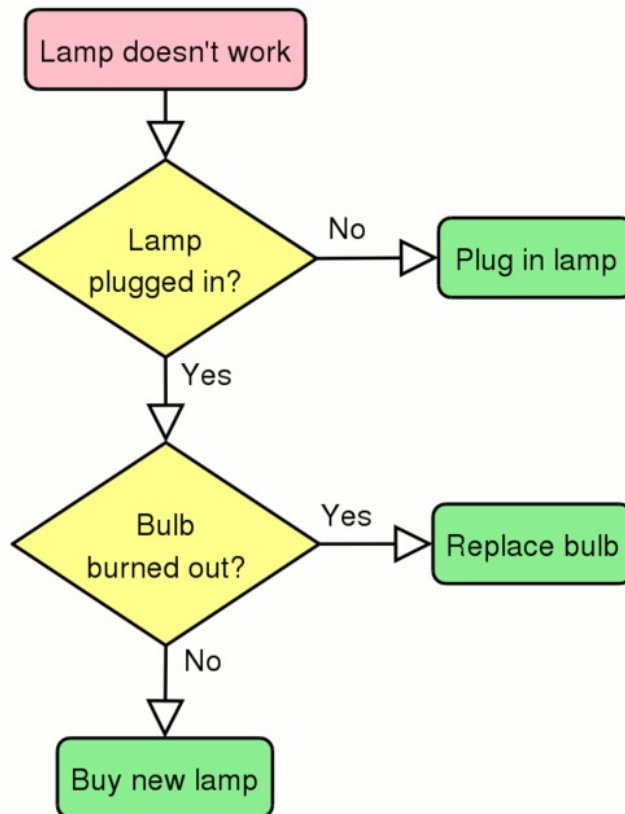 Lamp doesn't work
Lamp
plugged in?
No
Plug in lamp
Yes
Bulb
burned out?
Yes
Replace bulb
No
Buy new lamp